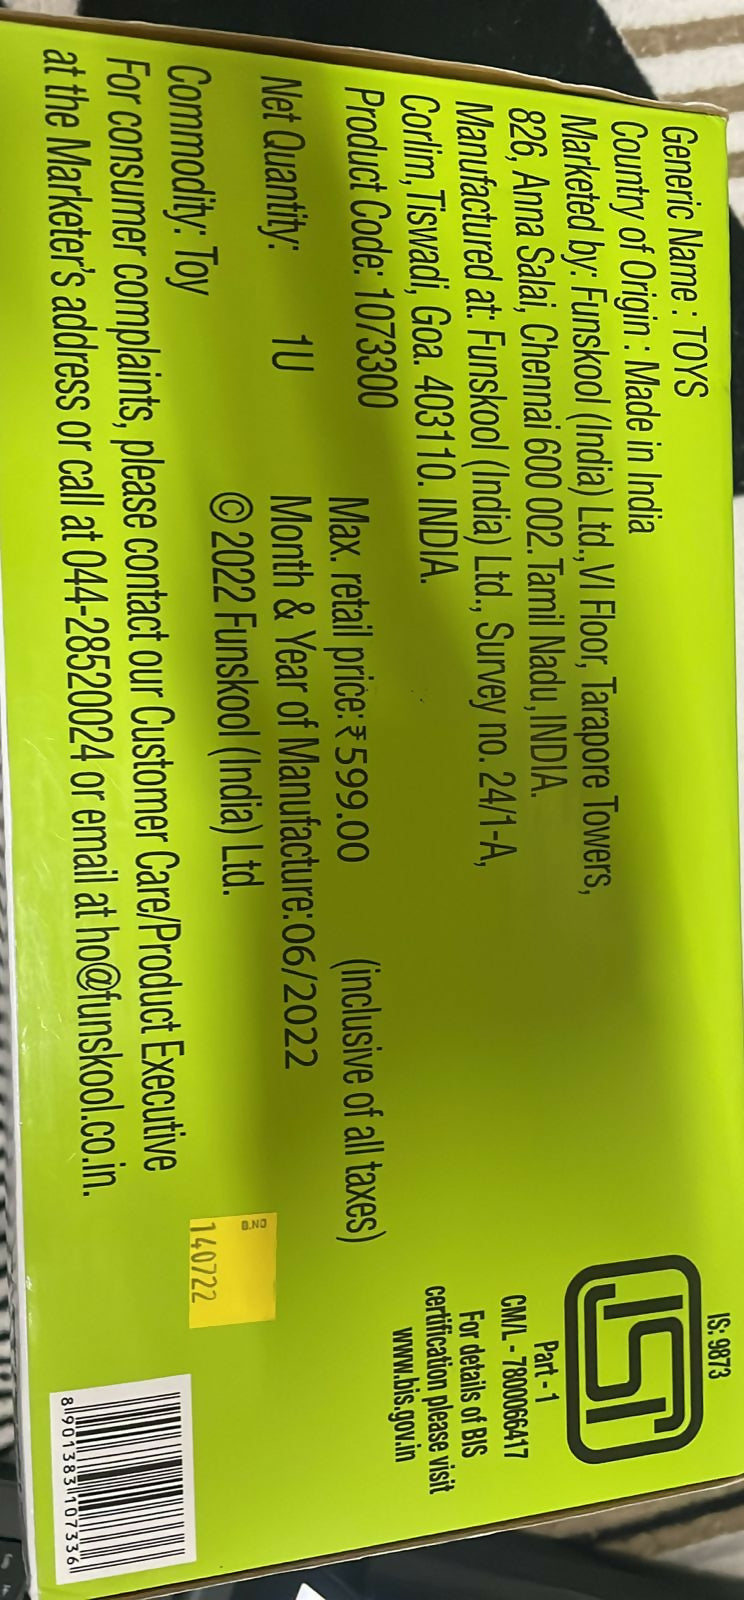 Generic Name : TOYS
Country of Origin : Made in India
Marketed by: Funskool (India) Ltd., VI Floor, Tarapore Towers,
826, Anna Salai, Chennai 600 002. Tamil Nadu, INDIA.
Manufactured at: Funskool (India) Ltd., Survey no. 24/1-A,
Corlim, Tiswadi, Goa. 403110. INDIA.
Product Code: 1073300
Max. retail price: ₹ 599.00 (inclusive of all taxes)
Net Quantity: 1U
Month & Year of Manufacture: 06/2022
© 2022 Funskool (India) Ltd.
Commodity: Toy
For consumer complaints, please contact our Customer Care/Product Executive
at the Marketer's address or call at 044-28520024 or email at ho@funskool.co.in.
IS: 9873
ISI
Part - 1
CM/L - 7800066417
For details of BIS
certification please visit
www.bis.gov.in
B.NO
140722
8 901383 107336